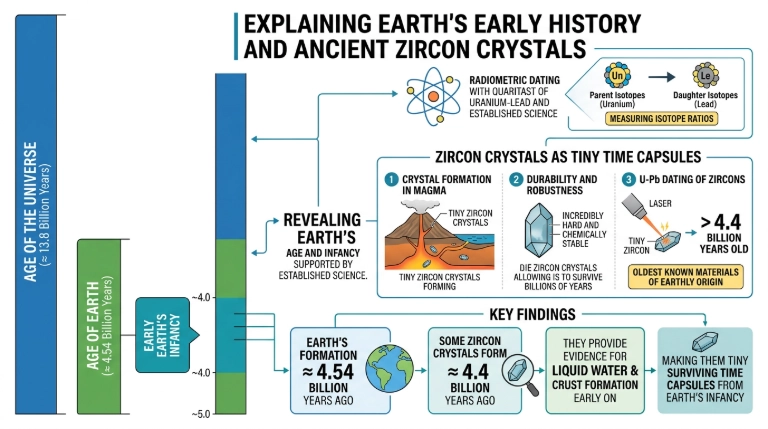 EXPLAINING EARTH'S EARLY HISTORY
AND ANCIENT ZIRCON CRYSTALS
AGE OF THE UNIVERSE
(≈ 13.8 Billion Years)
AGE OF EARTH
(≈ 4.54 Billion Years)
EARLY
EARTH'S
INFANCY
~4.0
~4.0
~5.0
RADIOMETRIC DATING
WITH QUARITAST OF
URANIUM-LEAD AND
ESTABLISHED SCIENCE
Un
Le
Parent Isotopes
(Uranium)
Daughter Isotopes
(Lead)
MEASURING ISOTOPE RATIOS
REVEALING
EARTH'S
AGE AND INFANCY
SUPPORTED BY
ESTABLISHED SCIENCE.
ZIRCON CRYSTALS AS TINY TIME CAPSULES
1 CRYSTAL FORMATION
IN MAGMA
TINY ZIRCON
CRYSTALS
TINY ZIRCON CRYSTALS
FORMING
2 DURABILITY AND
ROBUSTNESS
INCREDIBLY
HARD AND
CHEMICALLY
STABLE
DIE ZIRCON CRYSTALS
ALLOWING IS TO SURVIVE
BILLIONS OF YEARS
3 U-Pb DATING OF ZIRCONS
LASER
TINY
ZIRCON
> 4.4
BILLION
YEARS OLD
OLDEST KNOWN MATERIALS
OF EARTHLY ORIGIN
KEY FINDINGS
EARTH'S
FORMATION
≈ 4.54
BILLION
YEARS AGO
SOME ZIRCON
CRYSTALS FORM
≈ 4.4
BILLION
YEARS AGO
THEY PROVIDE
EVIDENCE FOR
LIQUID WATER &
CRUST FORMATION
EARLY ON
MAKING THEM TINY
SURVIVING TIME
CAPSULES FROM
EARTH'S INFANCY